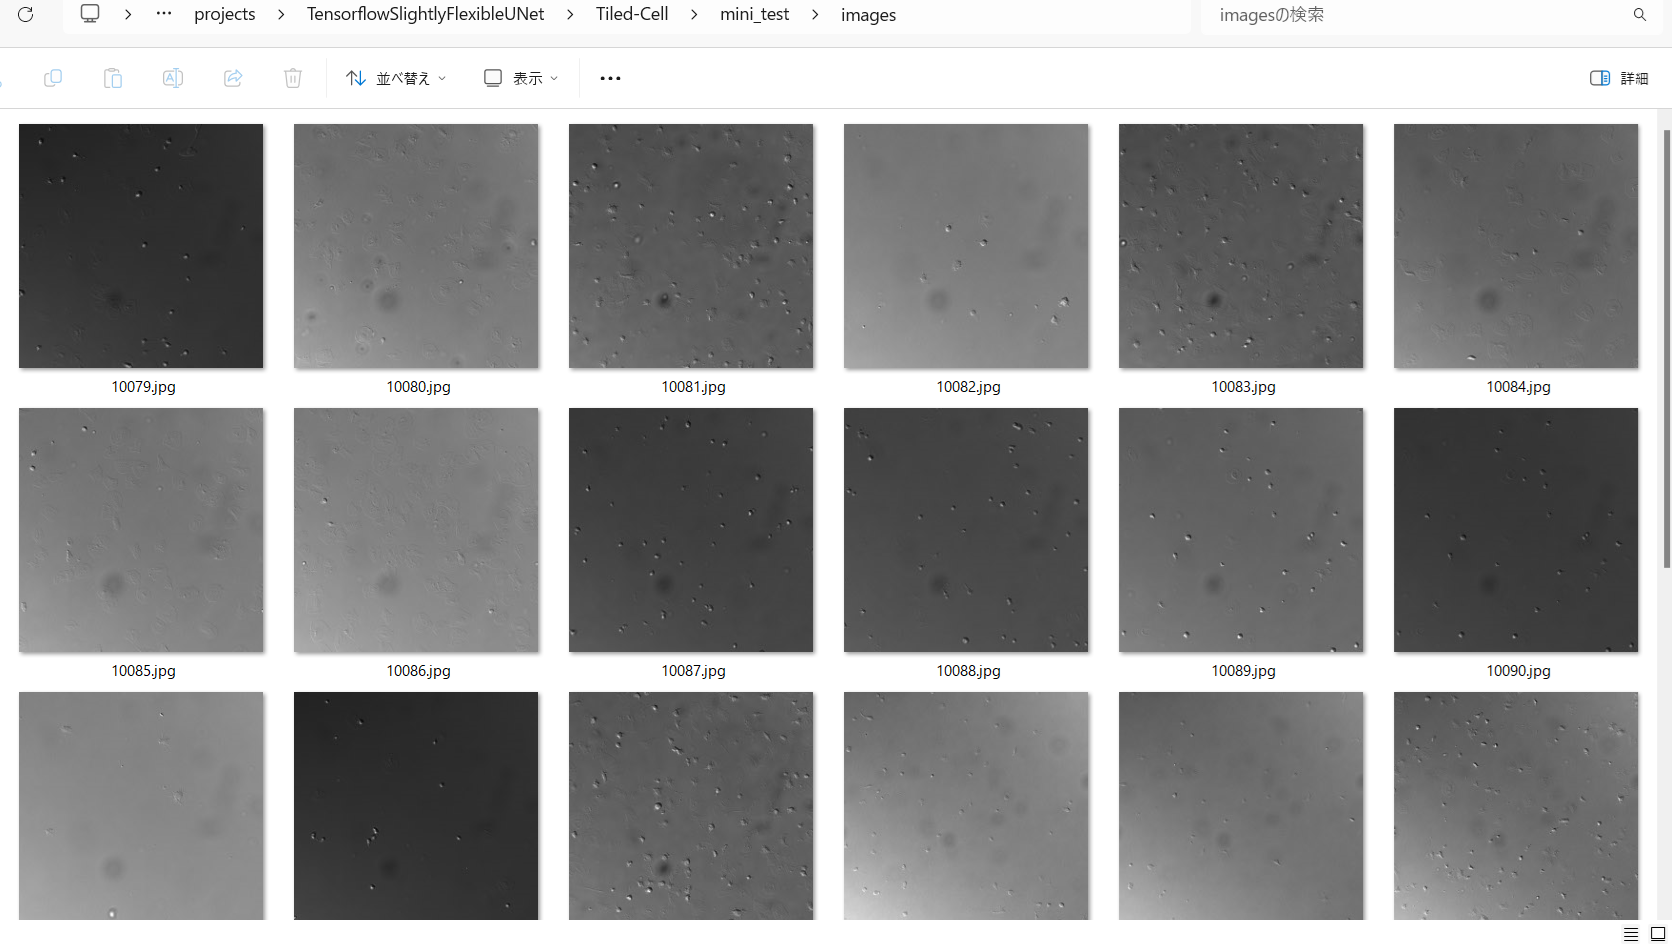 projects > TensorflowSlightlyFlexibleUNet > Tiled-Cell > mini_test > images
imagesの検索
並べ替え
表示
詳細
10079.jpg
10080.jpg
10081.jpg
10082.jpg
10083.jpg
10084.jpg
10085.jpg
10086.jpg
10087.jpg
10088.jpg
10089.jpg
10090.jpg